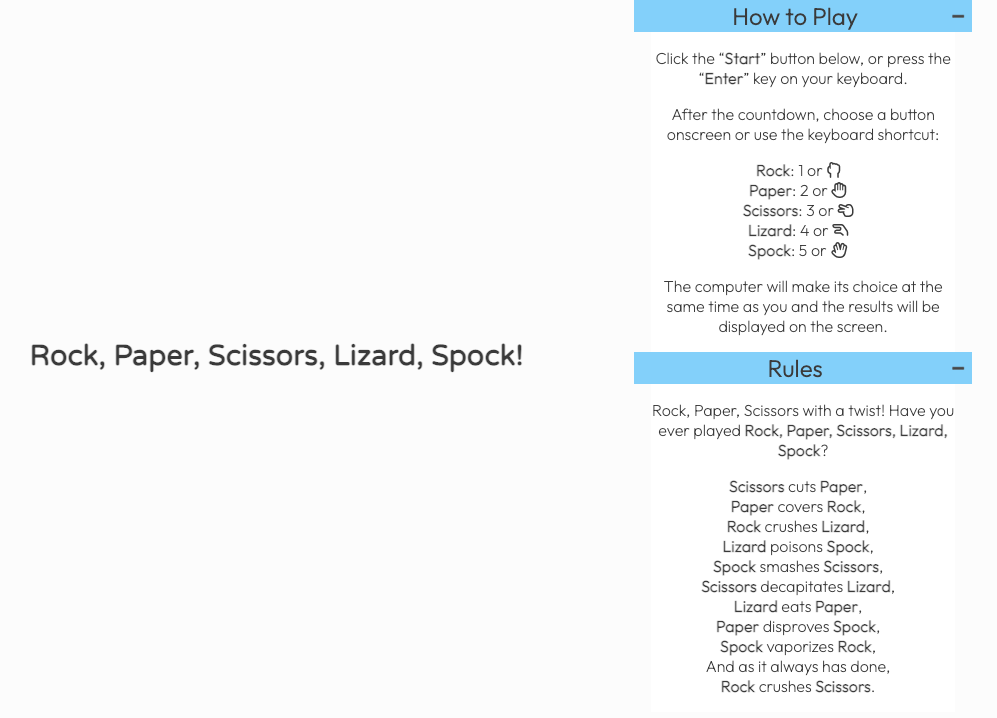 Rock, Paper, Scissors, Lizard, Spock!
How to Play
Click the “Start” button below, or press the
“Enter” key on your keyboard.
After the countdown, choose a button
onscreen or use the keyboard shortcut:
Rock: 1 or
Paper: 2 or
Scissors: 3 or
Lizard: 4 or
Spock: 5 or
The computer will make its choice at the
same time as you and the results will be
displayed on the screen.
Rules
Rock, Paper, Scissors with a twist! Have you
ever played Rock, Paper, Scissors, Lizard,
Spock?
Scissors cuts Paper,
Paper covers Rock,
Rock crushes Lizard,
Lizard poisons Spock,
Spock smashes Scissors,
Scissors decapitates Lizard,
Lizard eats Paper,
Paper disproves Spock,
Spock vaporizes Rock,
And as it always has done,
Rock crushes Scissors.